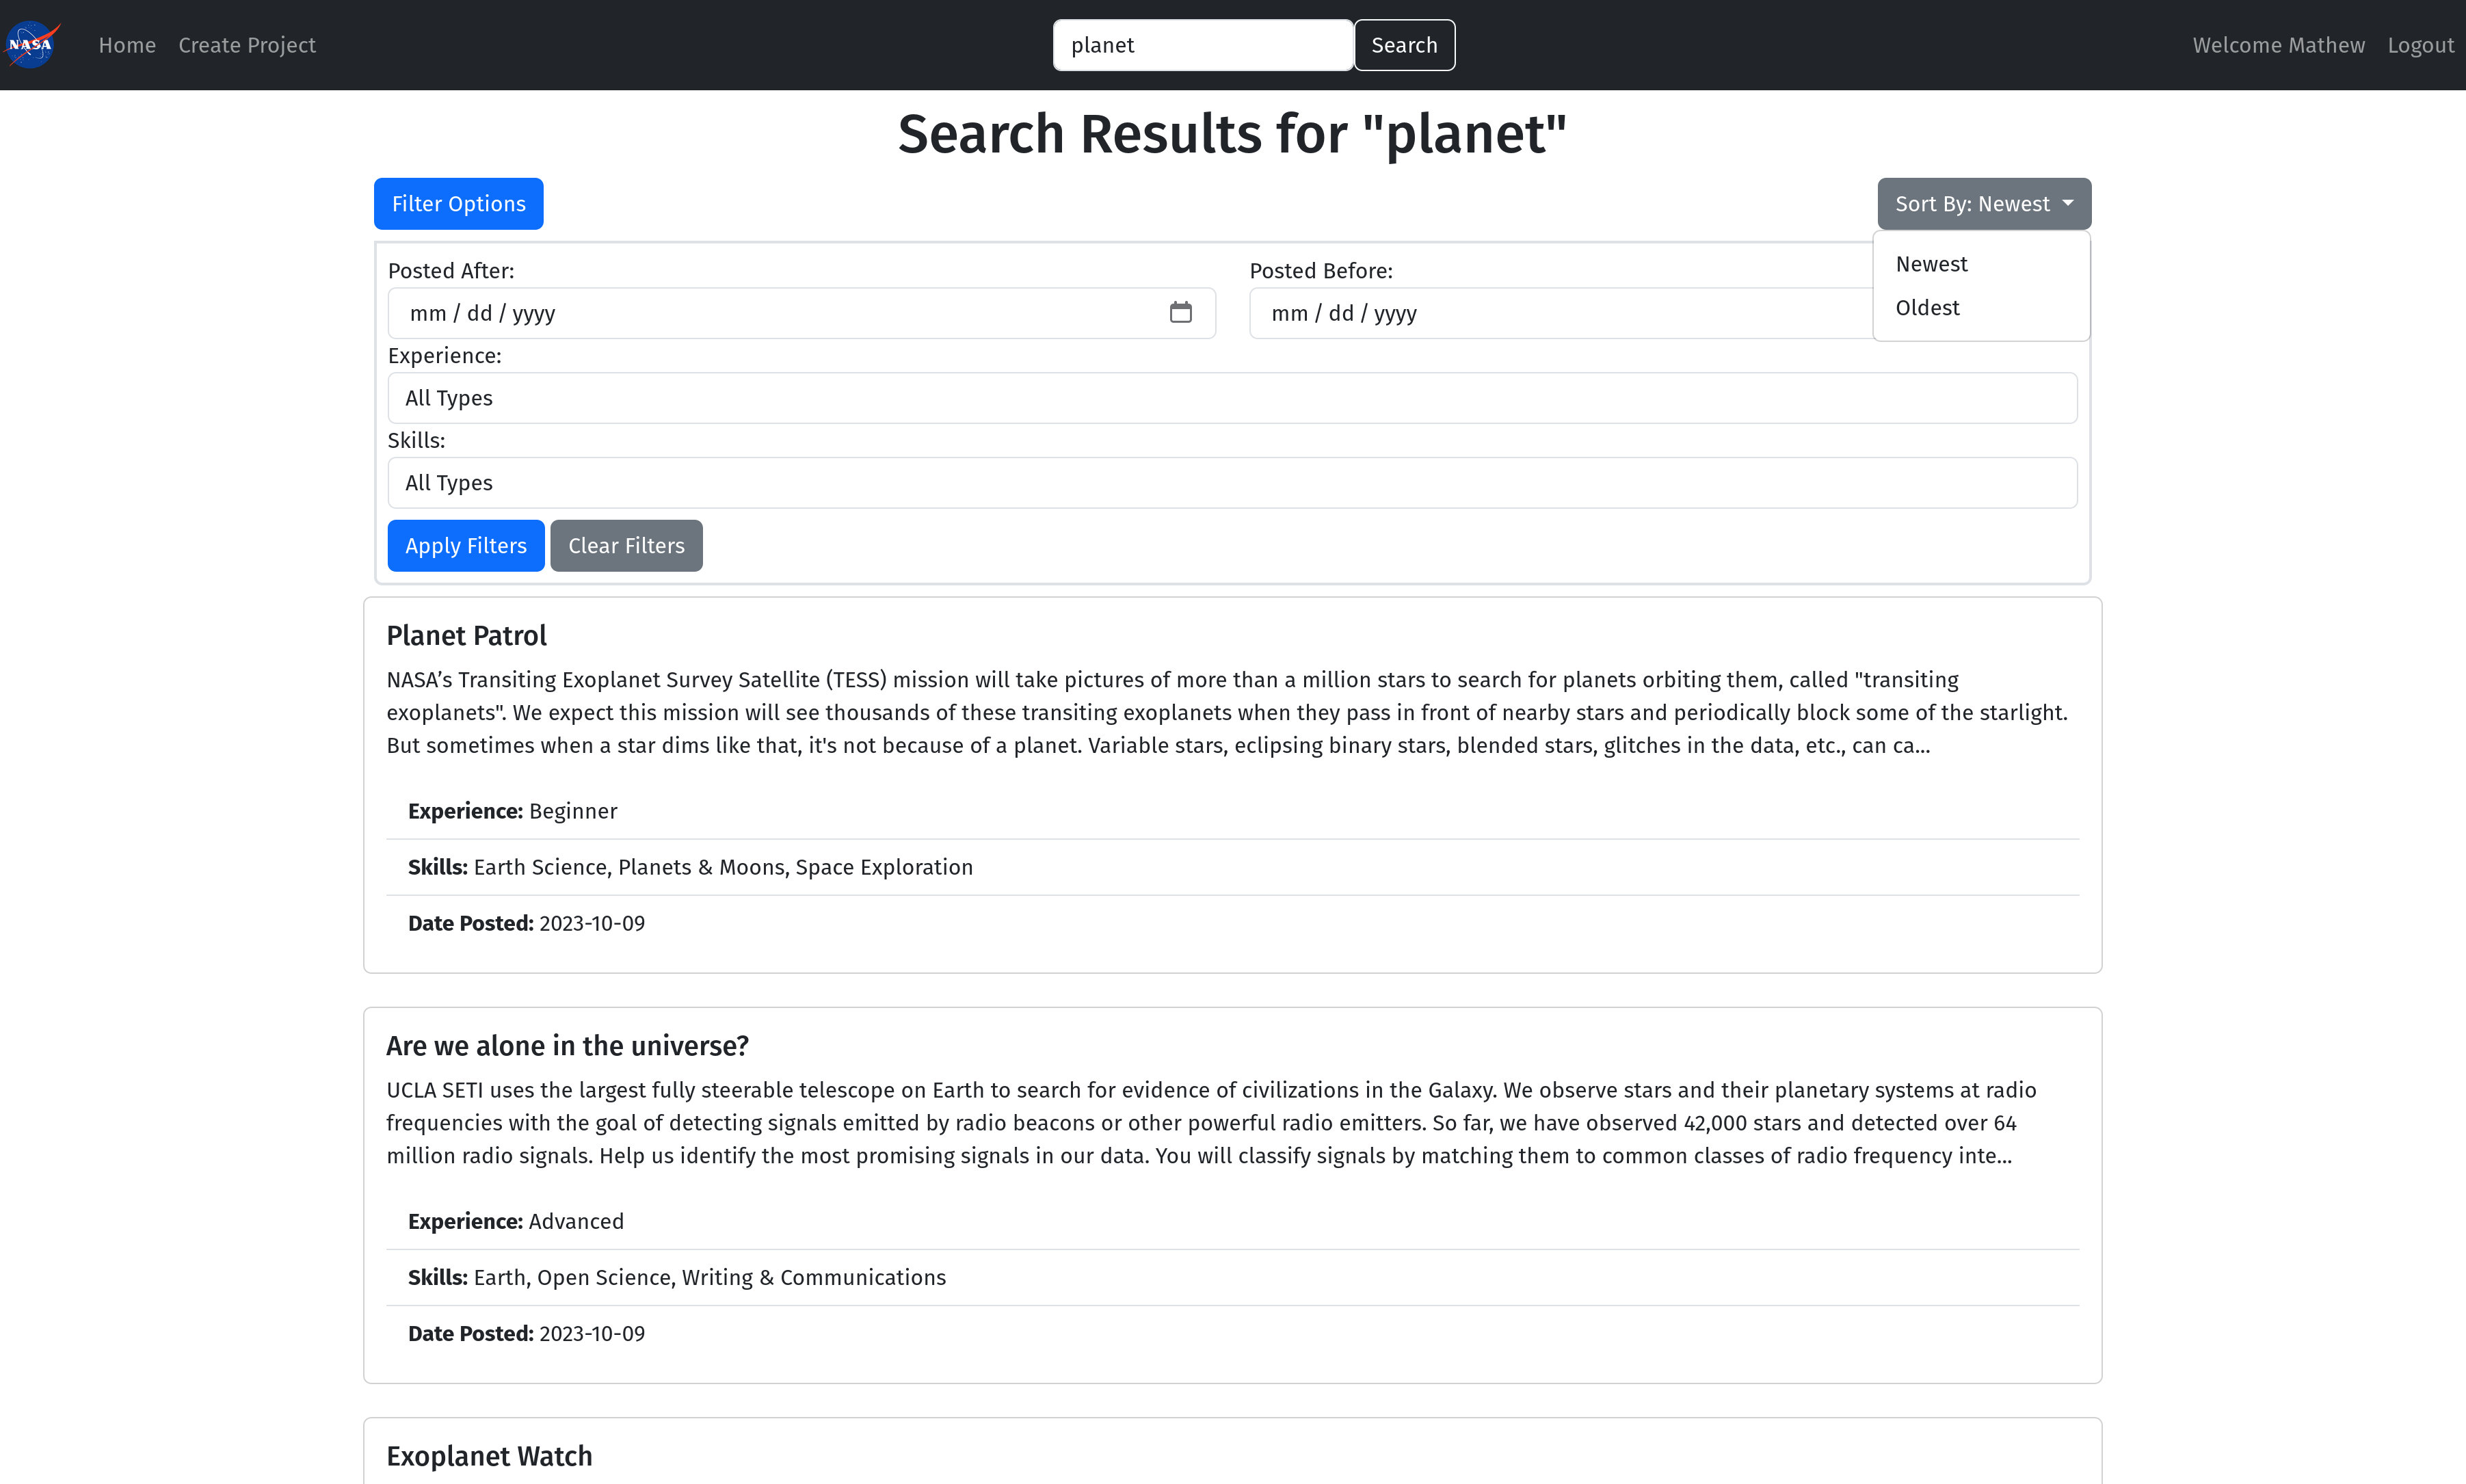 NASA Home Create Project planet Search Welcome Mathew Logout
Search Results for "planet"
Filter Options Sort By: Newest
Newest
Oldest
Posted After: Posted Before:
mm / dd / yyyy mm / dd / yyyy
Experience:
All Types
Skills:
All Types
Apply Filters Clear Filters
Planet Patrol
NASA’s Transiting Exoplanet Survey Satellite (TESS) mission will take pictures of more than a million stars to search for planets orbiting them, called "transiting
exoplanets". We expect this mission will see thousands of these transiting exoplanets when they pass in front of nearby stars and periodically block some of the starlight.
But sometimes when a star dims like that, it's not because of a planet. Variable stars, eclipsing binary stars, blended stars, glitches in the data, etc., can ca...
Experience: Beginner
Skills: Earth Science, Planets & Moons, Space Exploration
Date Posted: 2023-10-09
Are we alone in the universe?
UCLA SETI uses the largest fully steerable telescope on Earth to search for evidence of civilizations in the Galaxy. We observe stars and their planetary systems at radio
frequencies with the goal of detecting signals emitted by radio beacons or other powerful radio emitters. So far, we have observed 42,000 stars and detected over 64
million radio signals. Help us identify the most promising signals in our data. You will classify signals by matching them to common classes of radio frequency inte...
Experience: Advanced
Skills: Earth, Open Science, Writing & Communications
Date Posted: 2023-10-09
Exoplanet Watch